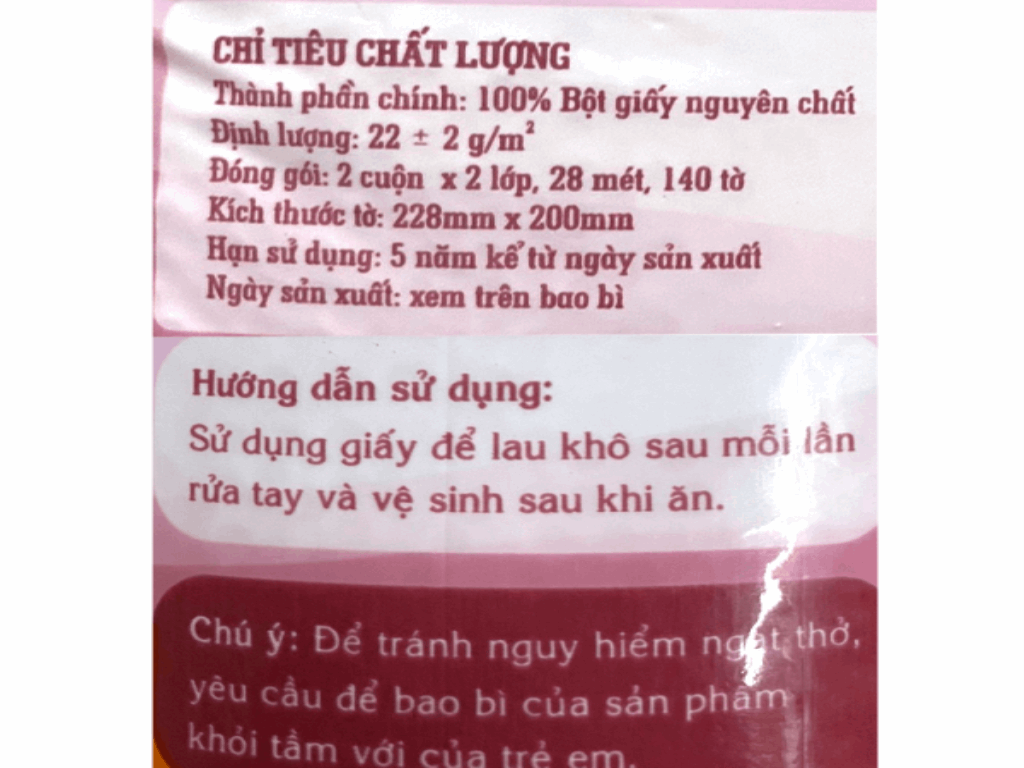 CHỈ TIÊU CHẤT LƯỢNG
Thành phần chính: 100% Bột giấy nguyên chất
Định lượng: 22 ± 2 g/m²
Đóng gói: 2 cuộn x 2 lớp, 28 mét, 140 tờ
Kích thước tờ: 228mm x 200mm
Hạn sử dụng: 5 năm kể từ ngày sản xuất
Ngày sản xuất: xem trên bao bì
Hướng dẫn sử dụng:
Sử dụng giấy để lau khô sau mỗi lần
rửa tay và vệ sinh sau khi ăn.
Chú ý: Để tránh nguy hiểm ngạt thở,
yêu cầu để bao bì của sản phẩm
khỏi tầm với của trẻ em.